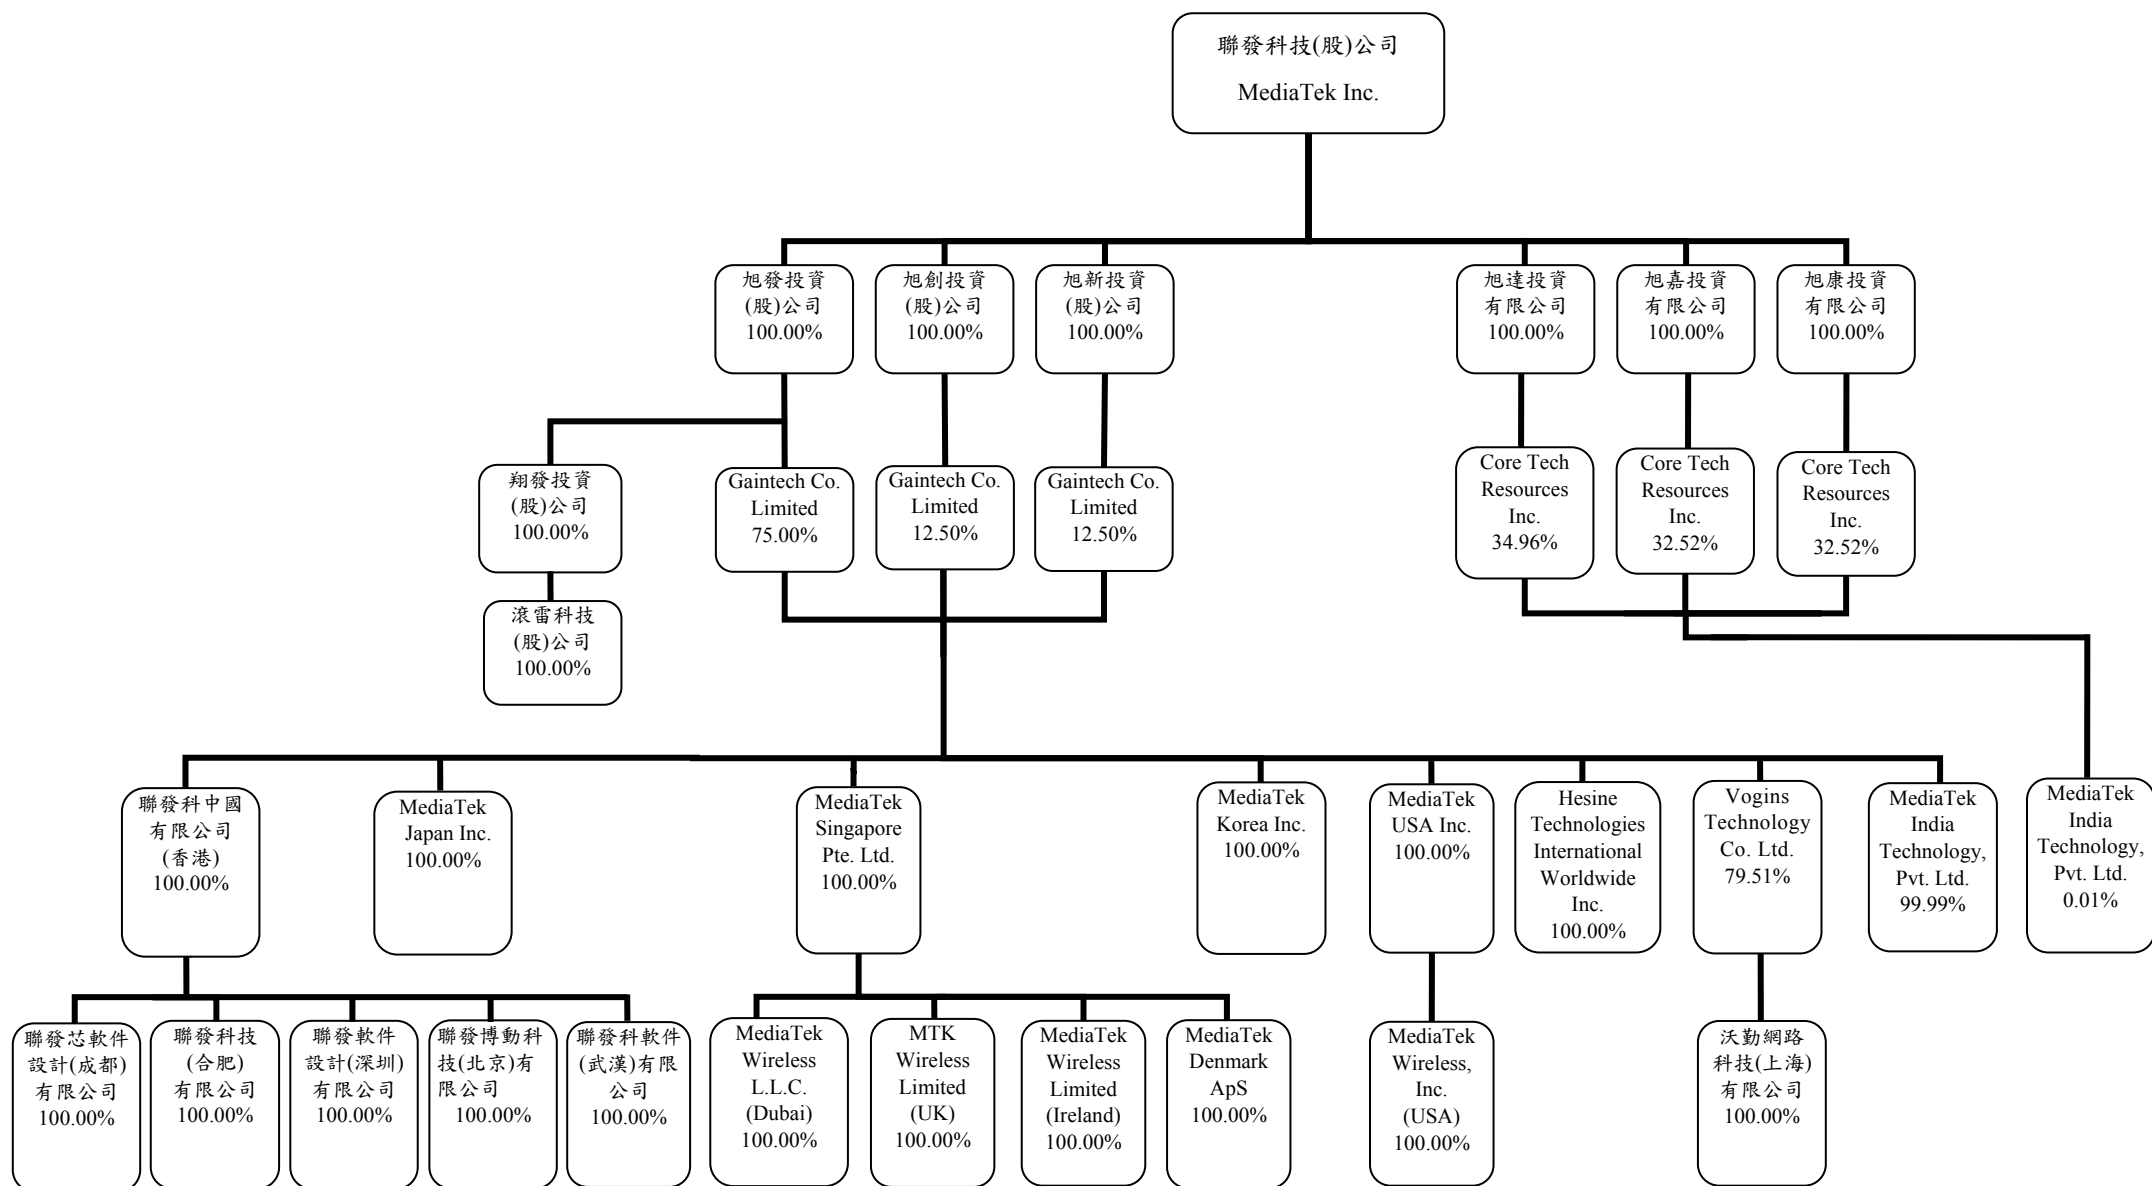 聯發科技(股)公司
MediaTek Inc.
旭發投資
(股)公司
100.00%
旭創投資
(股)公司
100.00%
旭新投資
(股)公司
100.00%
旭達投資
有限公司
100.00%
旭嘉投資
有限公司
100.00%
旭康投資
有限公司
100.00%
翔發投資
(股)公司
100.00%
Gaintech Co.
Limited
75.00%
Gaintech Co.
Limited
12.50%
Gaintech Co.
Limited
12.50%
Core Tech
Resources
Inc.
34.96%
Core Tech
Resources
Inc.
32.52%
Core Tech
Resources
Inc.
32.52%
滾雷科技
(股)公司
100.00%
聯發科中國
有限公司
(香港)
100.00%
MediaTek
Japan Inc.
100.00%
MediaTek
Singapore
Pte. Ltd.
100.00%
MediaTek
Korea Inc.
100.00%
MediaTek
USA Inc.
100.00%
Hesine
Technologies
International
Worldwide
Inc.
100.00%
Vogins
Technology
Co. Ltd.
79.51%
MediaTek
India
Technology,
Pvt. Ltd.
99.99%
MediaTek
India
Technology,
Pvt. Ltd.
0.01%
聯發芯軟件
設計(成都)
有限公司
100.00%
聯發科技
(合肥)
有限公司
100.00%
聯發軟件
設計(深圳)
有限公司
100.00%
聯發博動科
技(北京)有
限公司
100.00%
聯發科軟件
(武漢)有限
公司
100.00%
MediaTek
Wireless
L.L.C.
(Dubai)
100.00%
MTK
Wireless
Limited
(UK)
100.00%
MediaTek
Wireless
Limited
(Ireland)
100.00%
MediaTek
Denmark
ApS
100.00%
MediaTek
Wireless,
Inc.
(USA)
100.00%
沃勤網路
科技(上海)
有限公司
100.00%